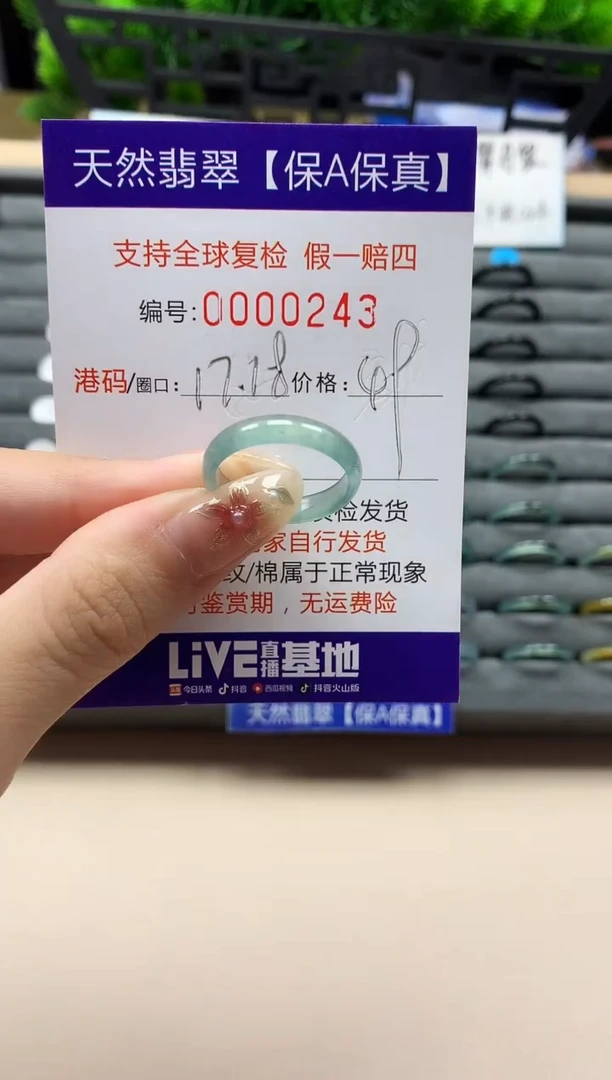 天然翡翠【保A保真】
支持全球复检 假一赔四
编号:0000243
港码/圈口: 17.18 价格:
检发货
家自行发货
纹/棉属于正常现象
鉴赏期，无运费险
LiVE直播基地
今日头条 抖音 西瓜视频 抖音火山版
天然翡翠【保A保真】